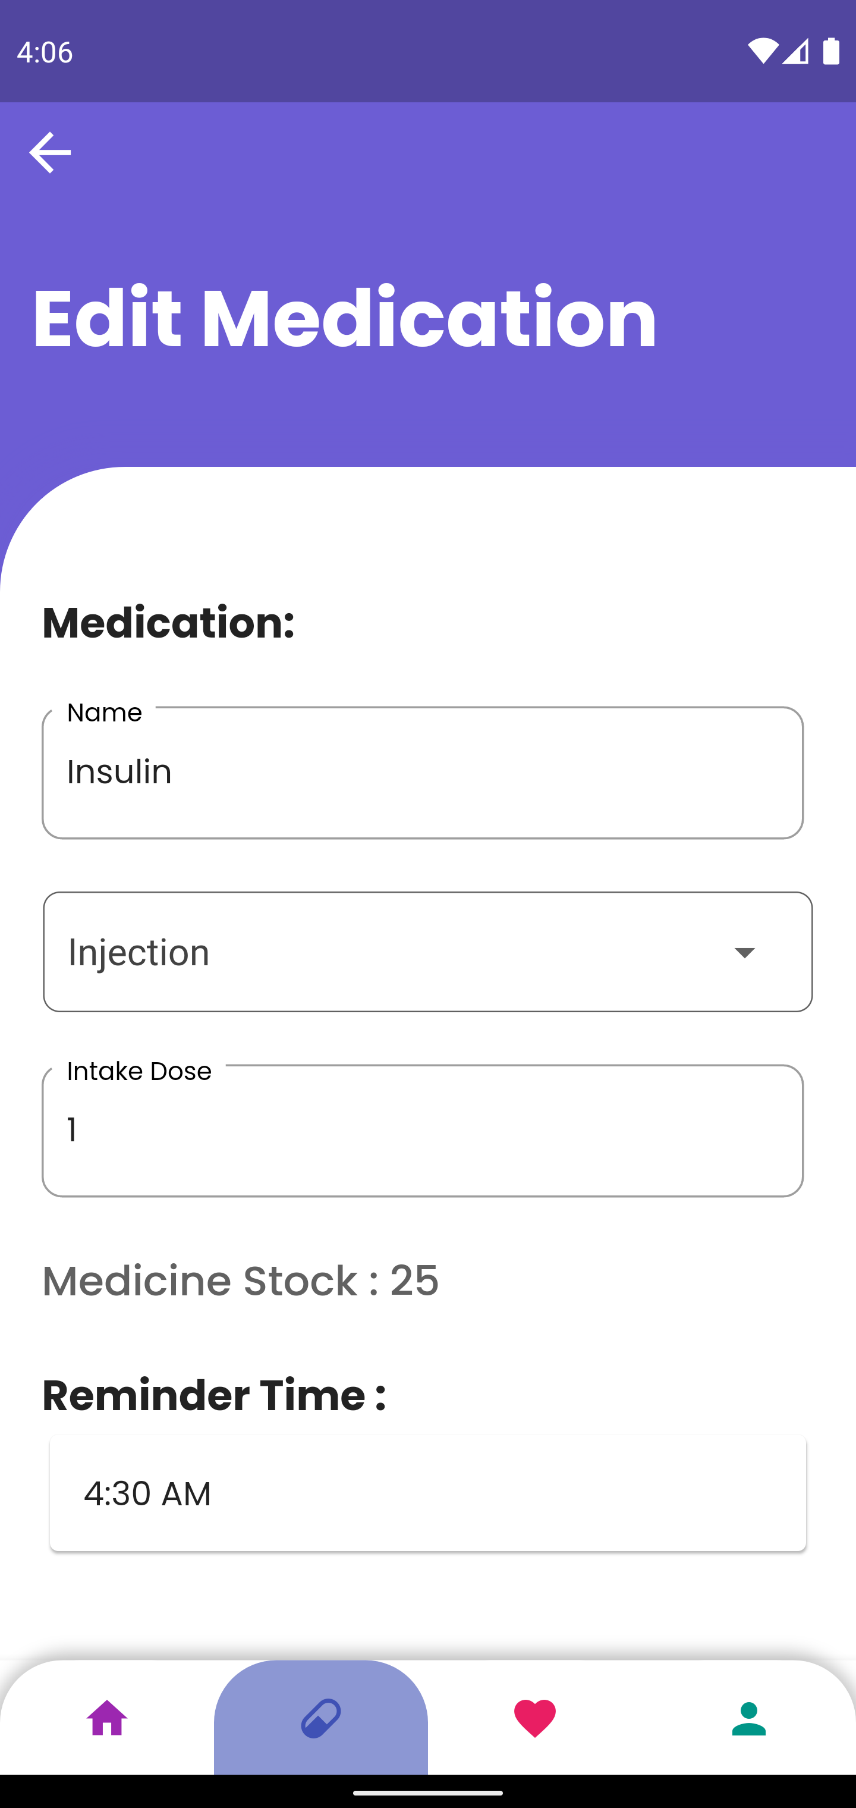 4:06
Edit Medication
Medication:
Name
Insulin
Injection
Intake Dose
1
Medicine Stock : 25
Reminder Time :
4:30 AM